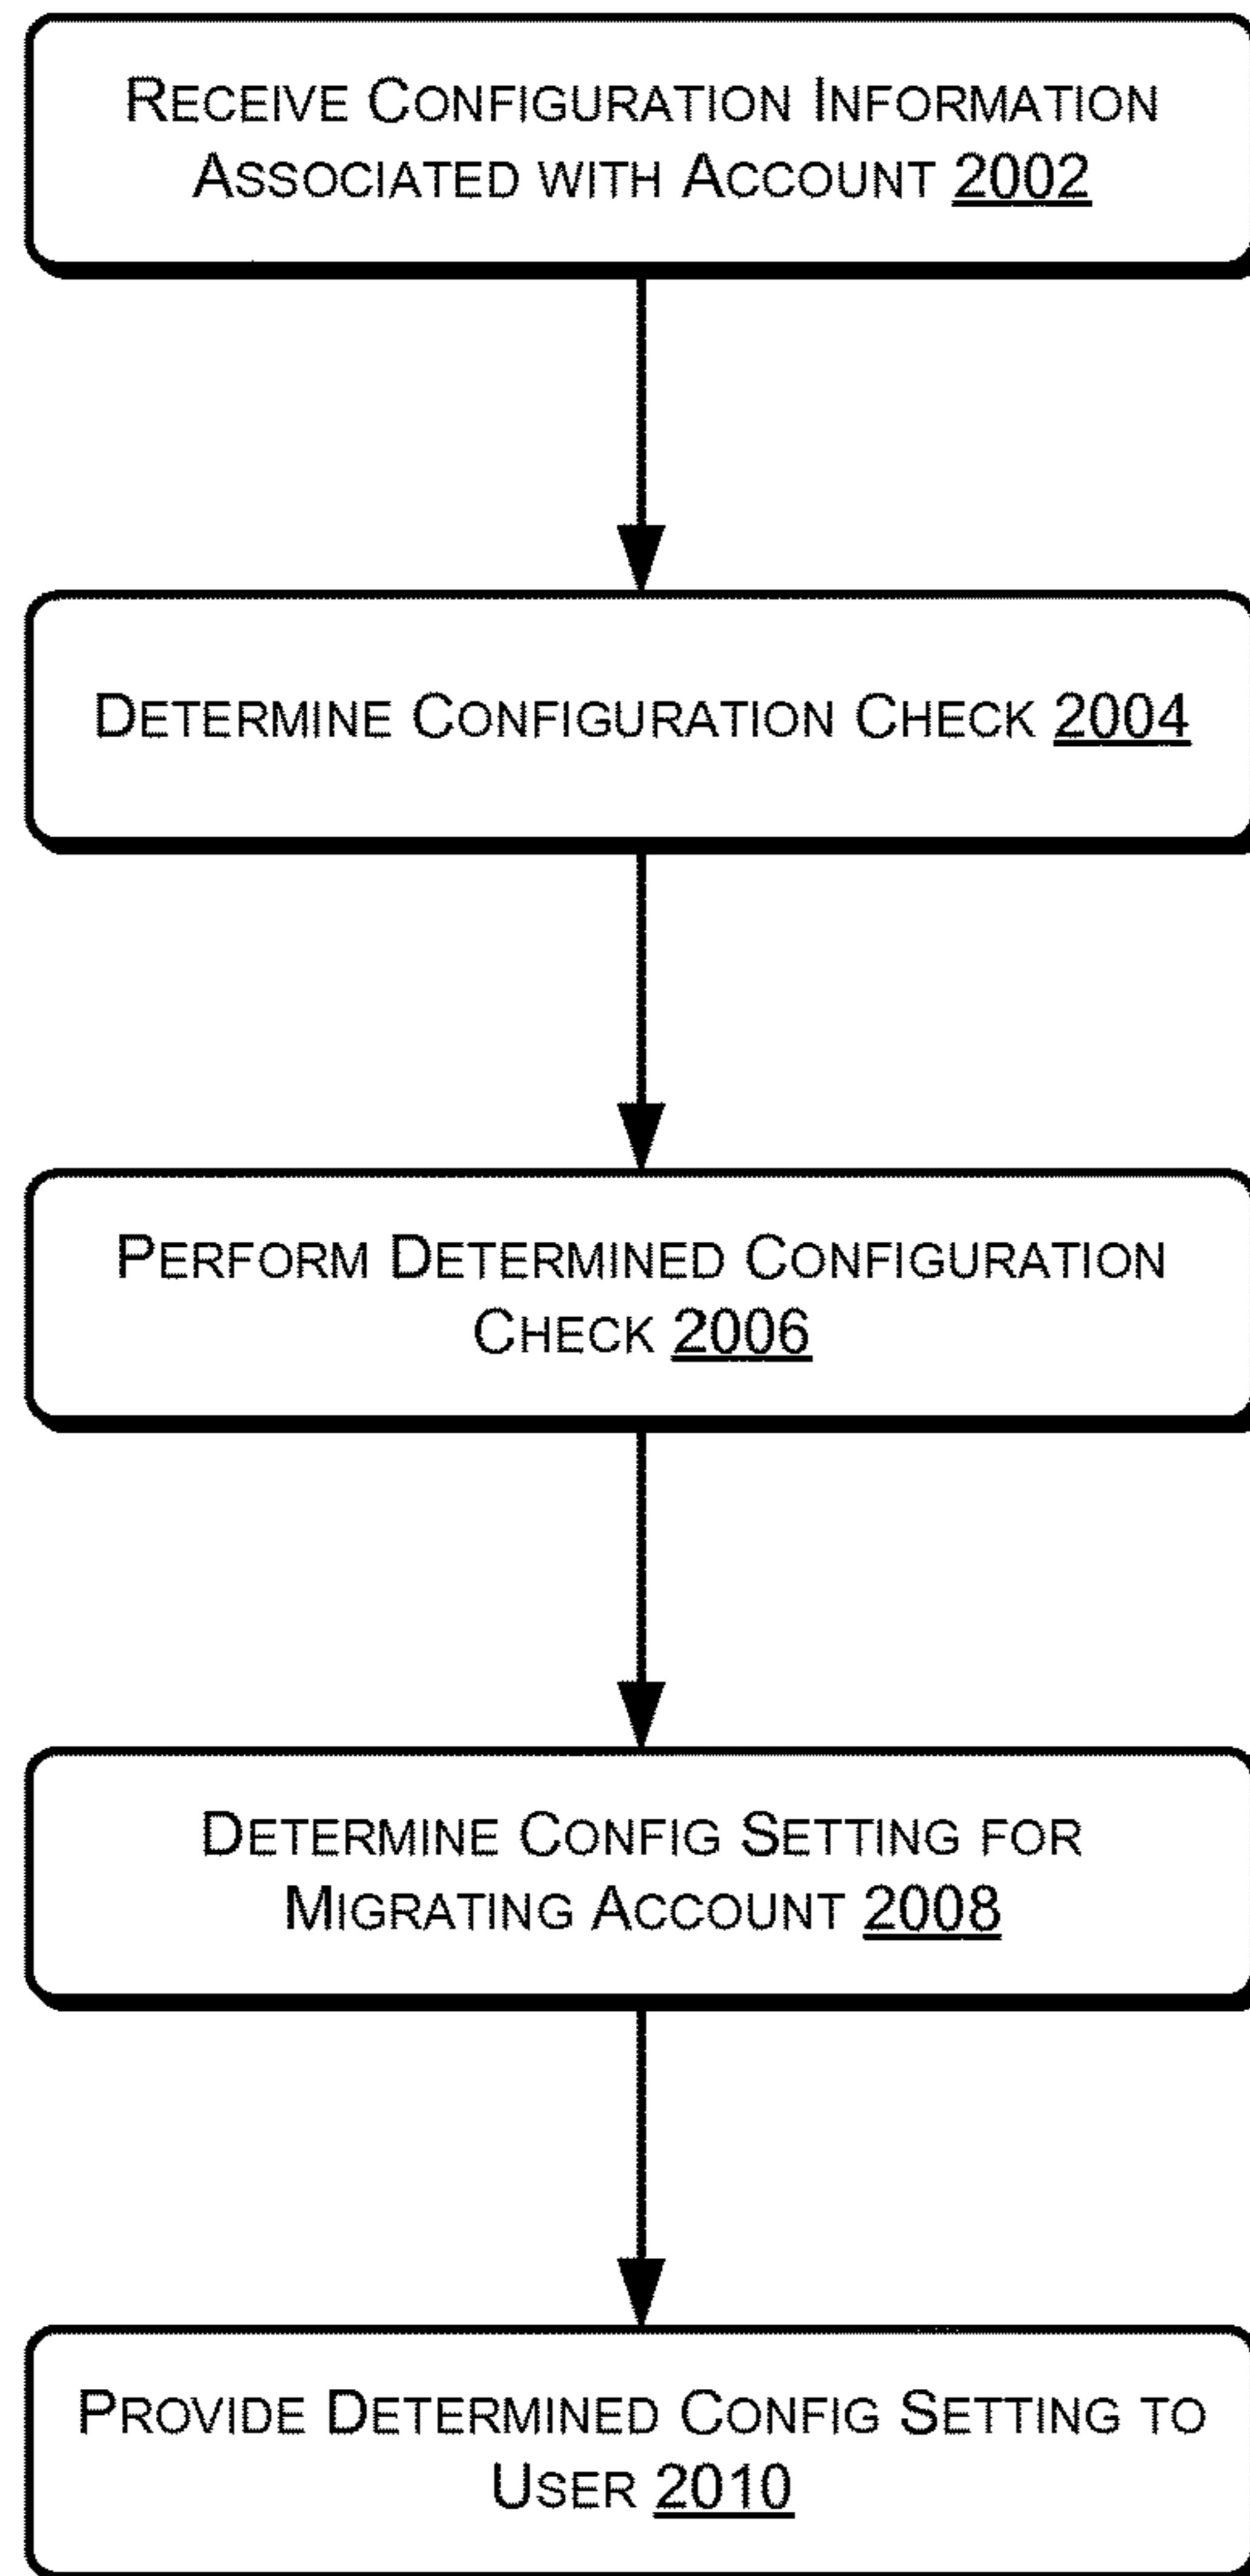 RECEIVE CONFIGURATION INFORMATION
ASSOCIATED WITH ACCOUNT 2002
DETERMINE CONFIGURATION CHECK 2004
PERFORM DETERMINED CONFIGURATION
CHECK 2006
DETERMINE CONFIG SETTING FOR
MIGRATING ACCOUNT 2008
PROVIDE DETERMINED CONFIG SETTING TO
USER 2010